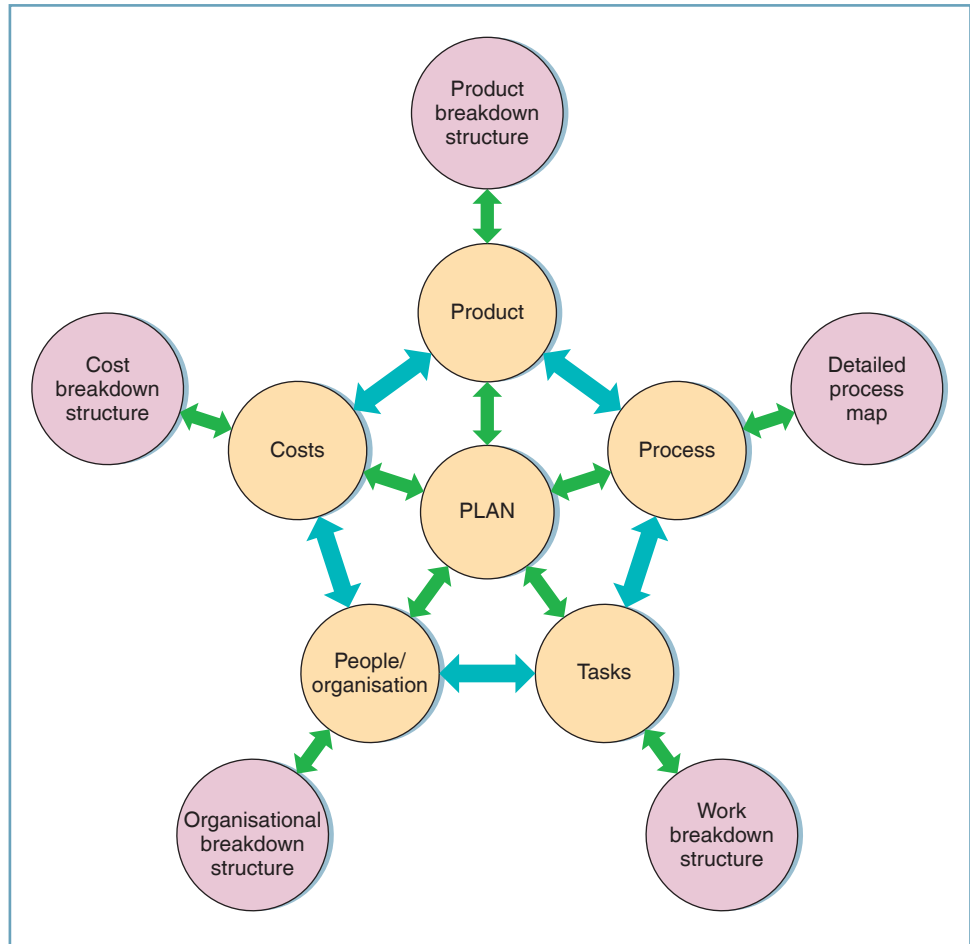 Product
breakdown
structure
Product
Cost
breakdown
structure
Detailed
process
map
Costs
Process
PLAN
People/
organisation
Tasks
Organisational
breakdown
structure
Work
breakdown
structure